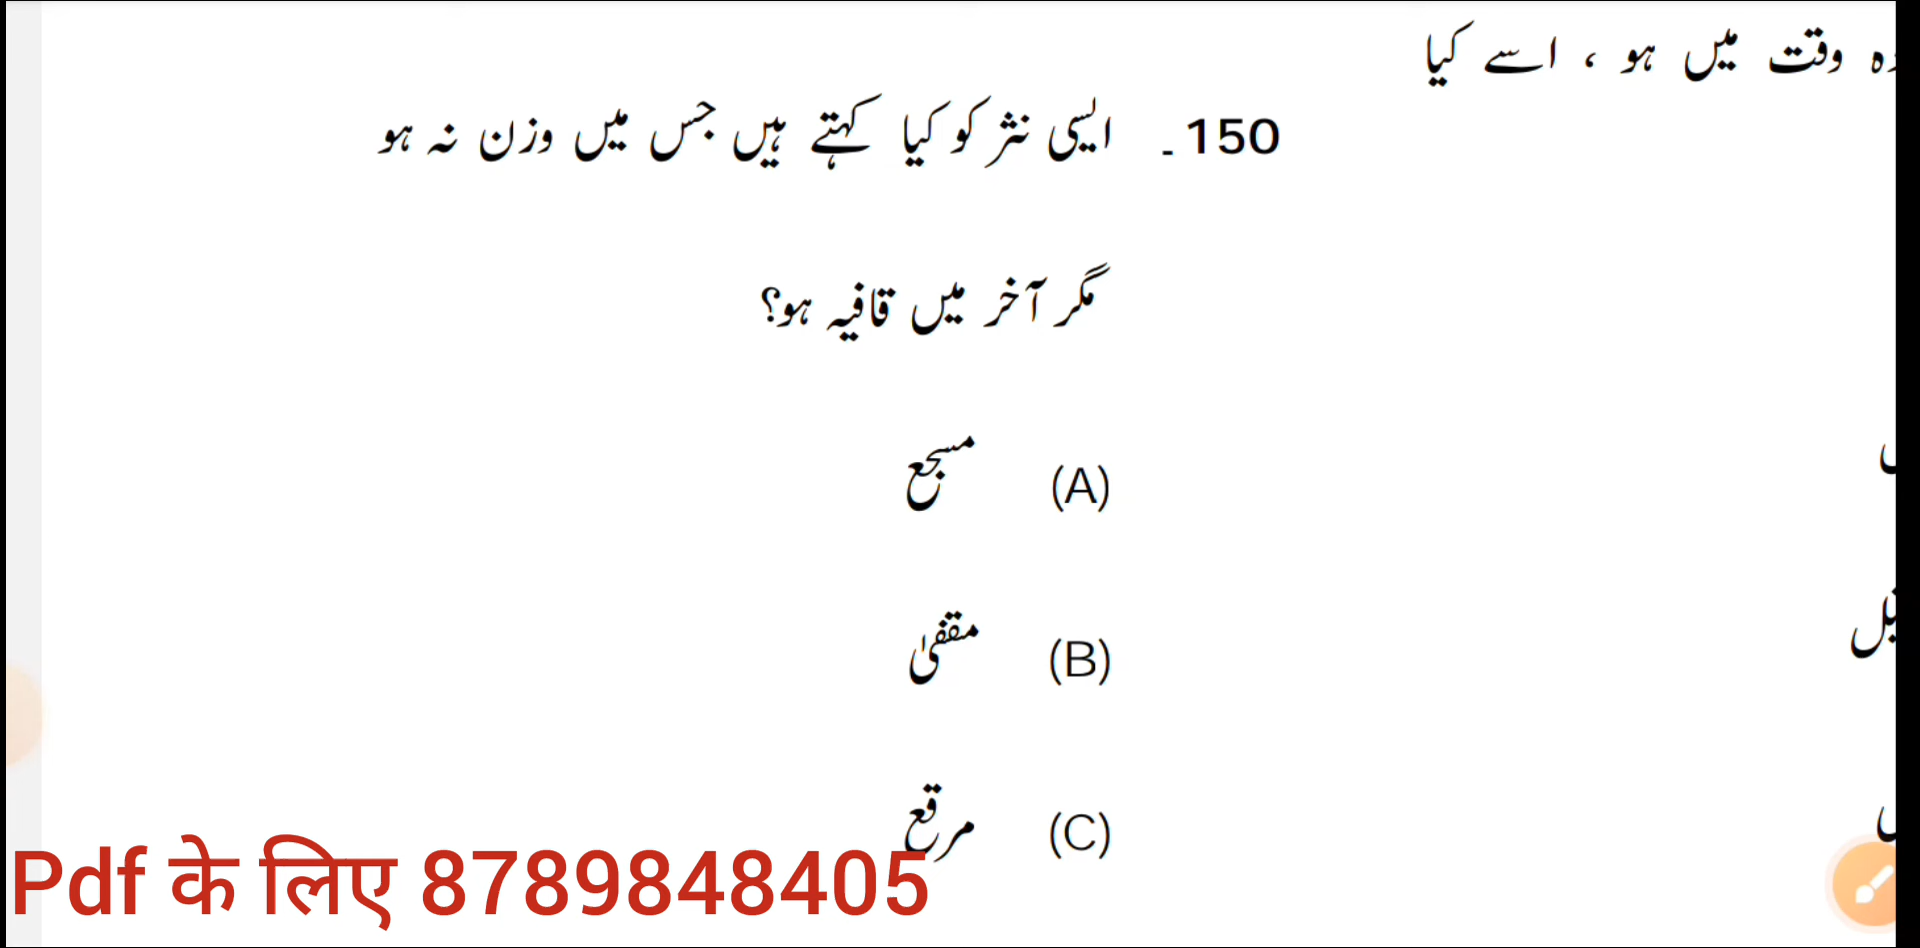 وقت میں ہو ، اسے کیا
150۔ ایسی نثر کو کیا کہتے ہیں جس میں وزن نہ ہو
مگر آخر میں قافیہ ہو؟
(A) مسجع
(B) مقفیٰ
(C) مرقع
Pdf के लिए 8789848405